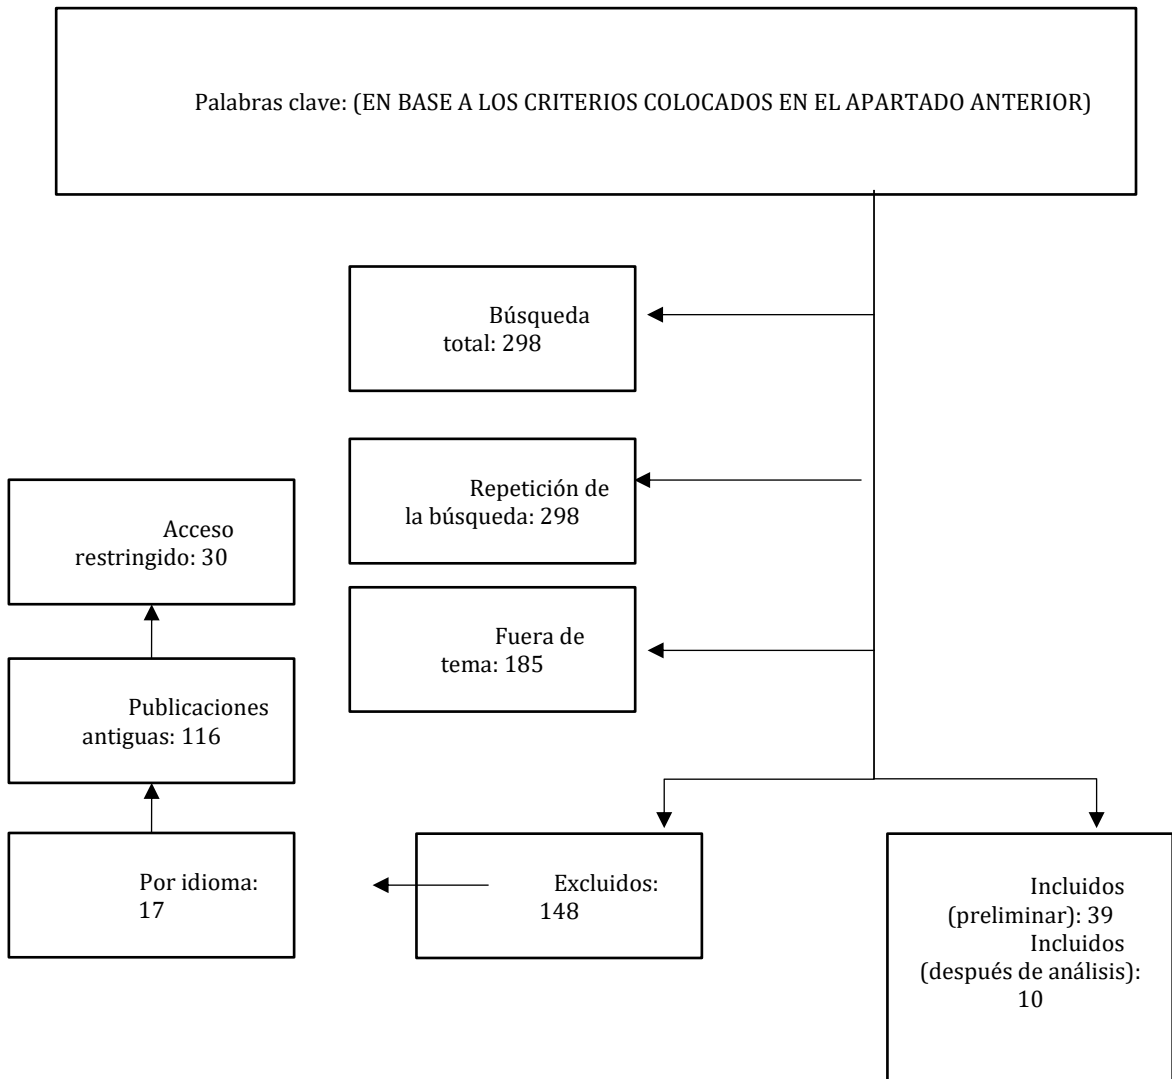 Palabras clave: (EN BASE A LOS CRITERIOS COLOCADOS EN EL APARTADO ANTERIOR)
Búsqueda
total: 298
Repetición de
la búsqueda: 298
Acceso
restringido: 30
Fuera de
tema: 185
Publicaciones
antiguas: 116
Por idioma:
17
Excluidos:
148
Incluidos
(preliminar): 39
Incluidos
(después de análisis):
10